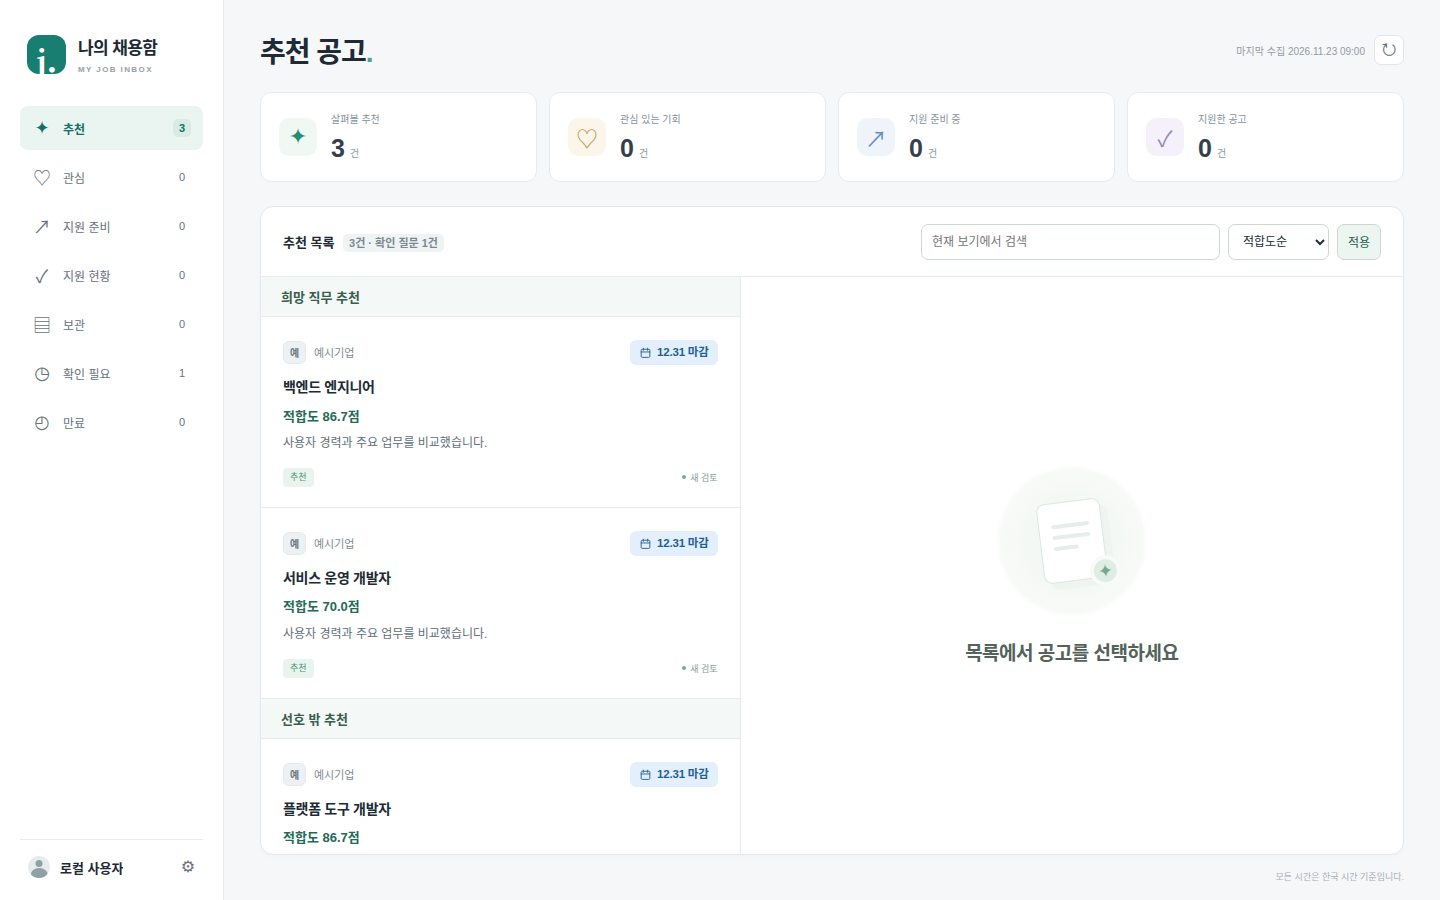 j.
나의 채용함
MY JOB INBOX
추천 3
관심 0
지원 준비 0
지원 현황 0
보관 0
확인 필요 1
만료 0
로컬 사용자
추천 공고.
마지막 수집 2026.11.23 09:00
살펴볼 추천
3 건
관심 있는 기회
0 건
지원 준비 중
0 건
지원한 공고
0 건
추천 목록 3건 · 확인 질문 1건
현재 보기에서 검색
적합도순
적용
희망 직무 추천
예 예시기업 12.31 마감
백엔드 엔지니어
적합도 86.7점
사용자 경력과 주요 업무를 비교했습니다.
추천 새 검토
예 예시기업 12.31 마감
서비스 운영 개발자
적합도 70.0점
사용자 경력과 주요 업무를 비교했습니다.
추천 새 검토
선호 밖 추천
예 예시기업 12.31 마감
플랫폼 도구 개발자
적합도 86.7점
목록에서 공고를 선택하세요
모든 시간은 한국 시간 기준입니다.